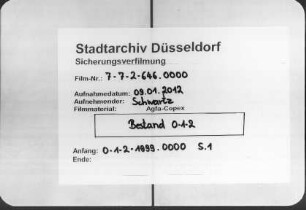 Stadtarchiv Düsseldorf
Sicherungsverfilmung
Film-Nr.: 7-7-2-646.0000
Aufnahmedatum: 09.01.2012
Aufnehmender: Schwartz
Filmmaterial: Agfa-Copex
Bestand 0-1-2
Anfang: 0-1-2-1999.0000 S.1
Ende: